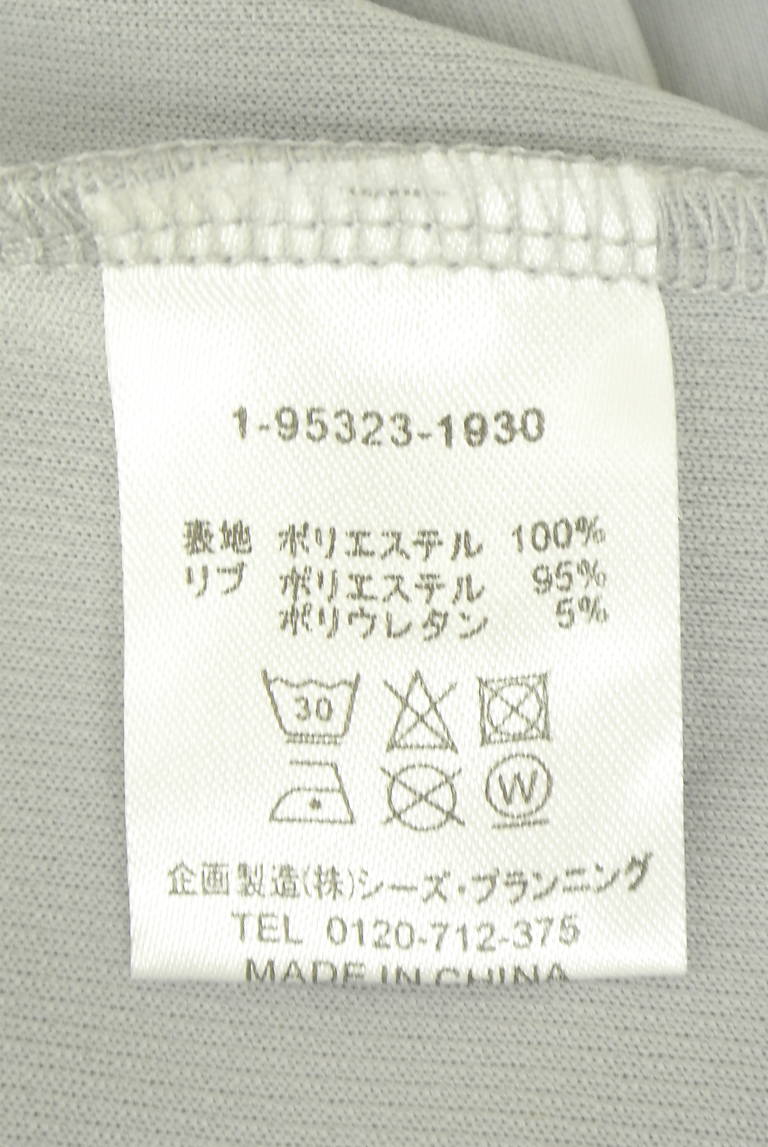 1-95323-1930
表地 ポリエステル 100%
リブ ポリエステル 95%
ポリウレタン 5%
30
W
企画製造(株)シーズ・プランニング
TEL 0120-712-375
MADE IN CHINA